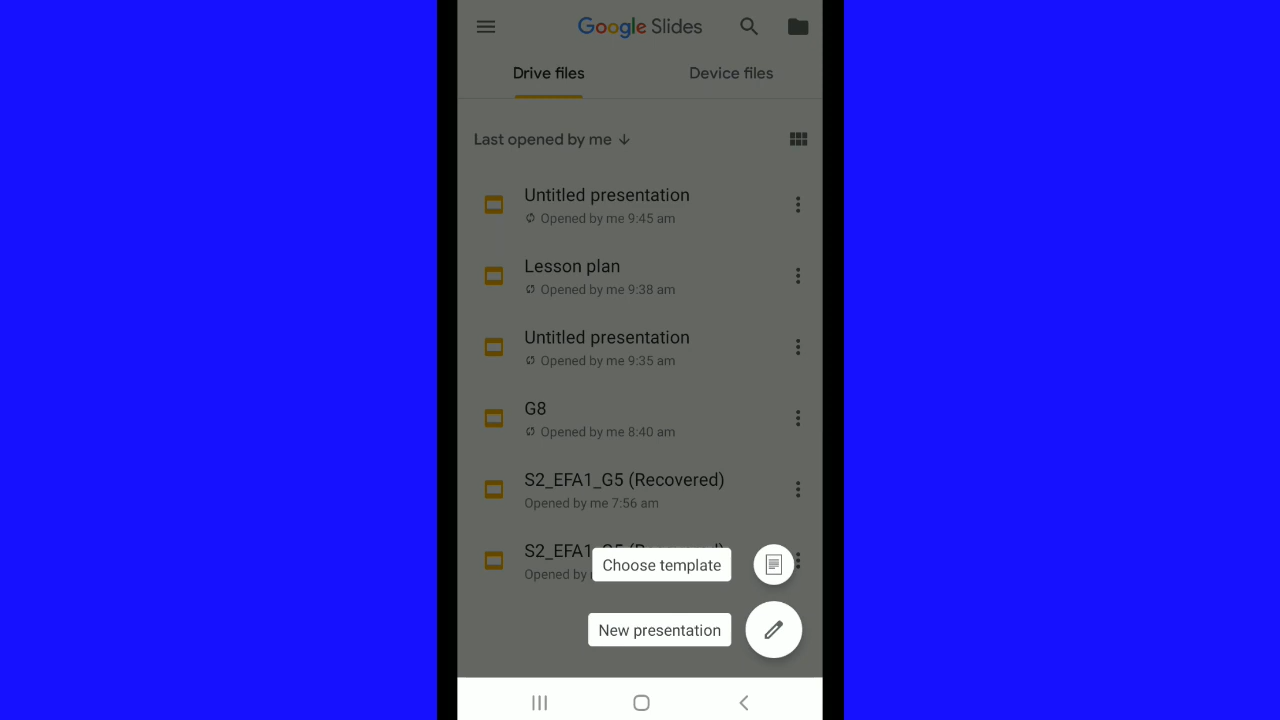 Google Slides
Drive files
Device files
Last opened by me
Untitled presentation
Opened by me 9:45 am
Lesson plan
Opened by me 9:38 am
Untitled presentation
Opened by me 9:35 am
G8
Opened by me 8:40 am
S2_EFA1_G5 (Recovered)
Opened by me 7:56 am
S2_EFA1_G5 (Recovered)
Choose template
Opened by
New presentation